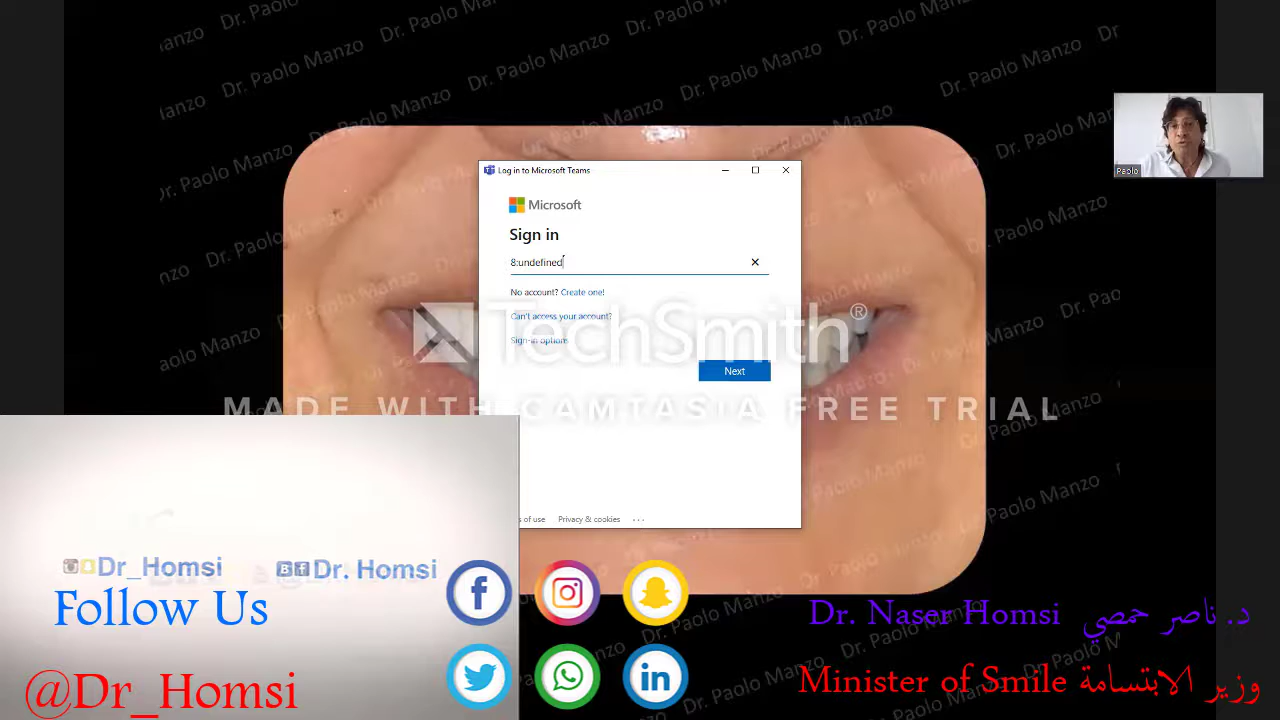 Dr. Paolo Manzo
Log in to Microsoft Teams
Microsoft
Sign in
8:undefined
No account? Create one!
Can't access your account?
Sign-in options
Next
Privacy & cookies
Paolo
TechSmith®
MADE WITH CAMTASIA FREE TRIAL
Dr_Homsi
Dr. Homsi
Follow Us
@Dr_Homsi
Dr. Naser Homsi د. ناصر حمصي
Minister of Smile وزير الابتسامة